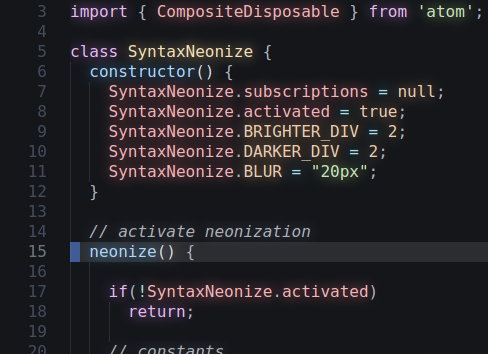 3 import { CompositeDisposable } from 'atom';
4
5 class SyntaxNeonize {
6   constructor() {
7     SyntaxNeonize.subscriptions = null;
8     SyntaxNeonize.activated = true;
9     SyntaxNeonize.BRIGHTER_DIV = 2;
10     SyntaxNeonize.DARKER_DIV = 2;
11     SyntaxNeonize.BLUR = "20px";
12   }
13
14   // activate neonization
15   neonize() {
16
17     if(!SyntaxNeonize.activated)
18       return;
19
20     // constants